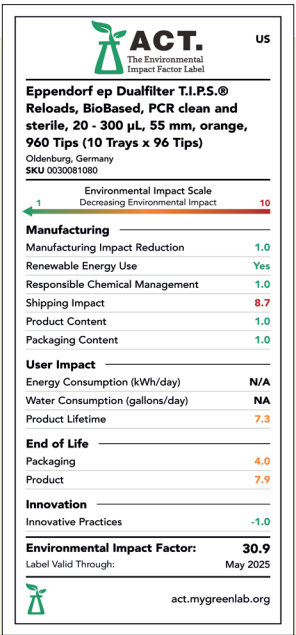 ACT.
US
The Environmental
Impact Factor Label
Eppendorf ep Dualfilter T.I.P.S.®
Reloads, BioBased, PCR clean and
sterile, 20 - 300 µL, 55 mm, orange,
960 Tips (10 Trays x 96 Tips)
Oldenburg, Germany
SKU 0030081080
Environmental Impact Scale
1 Decreasing Environmental Impact 10
Manufacturing
Manufacturing Impact Reduction 1.0
Renewable Energy Use Yes
Responsible Chemical Management 1.0
Shipping Impact 8.7
Product Content 1.0
Packaging Content 1.0
User Impact
Energy Consumption (kWh/day) N/A
Water Consumption (gallons/day) NA
Product Lifetime 7.3
End of Life
Packaging 4.0
Product 7.9
Innovation
Innovative Practices -1.0
Environmental Impact Factor: 30.9
Label Valid Through: May 2025
act.mygreenlab.org